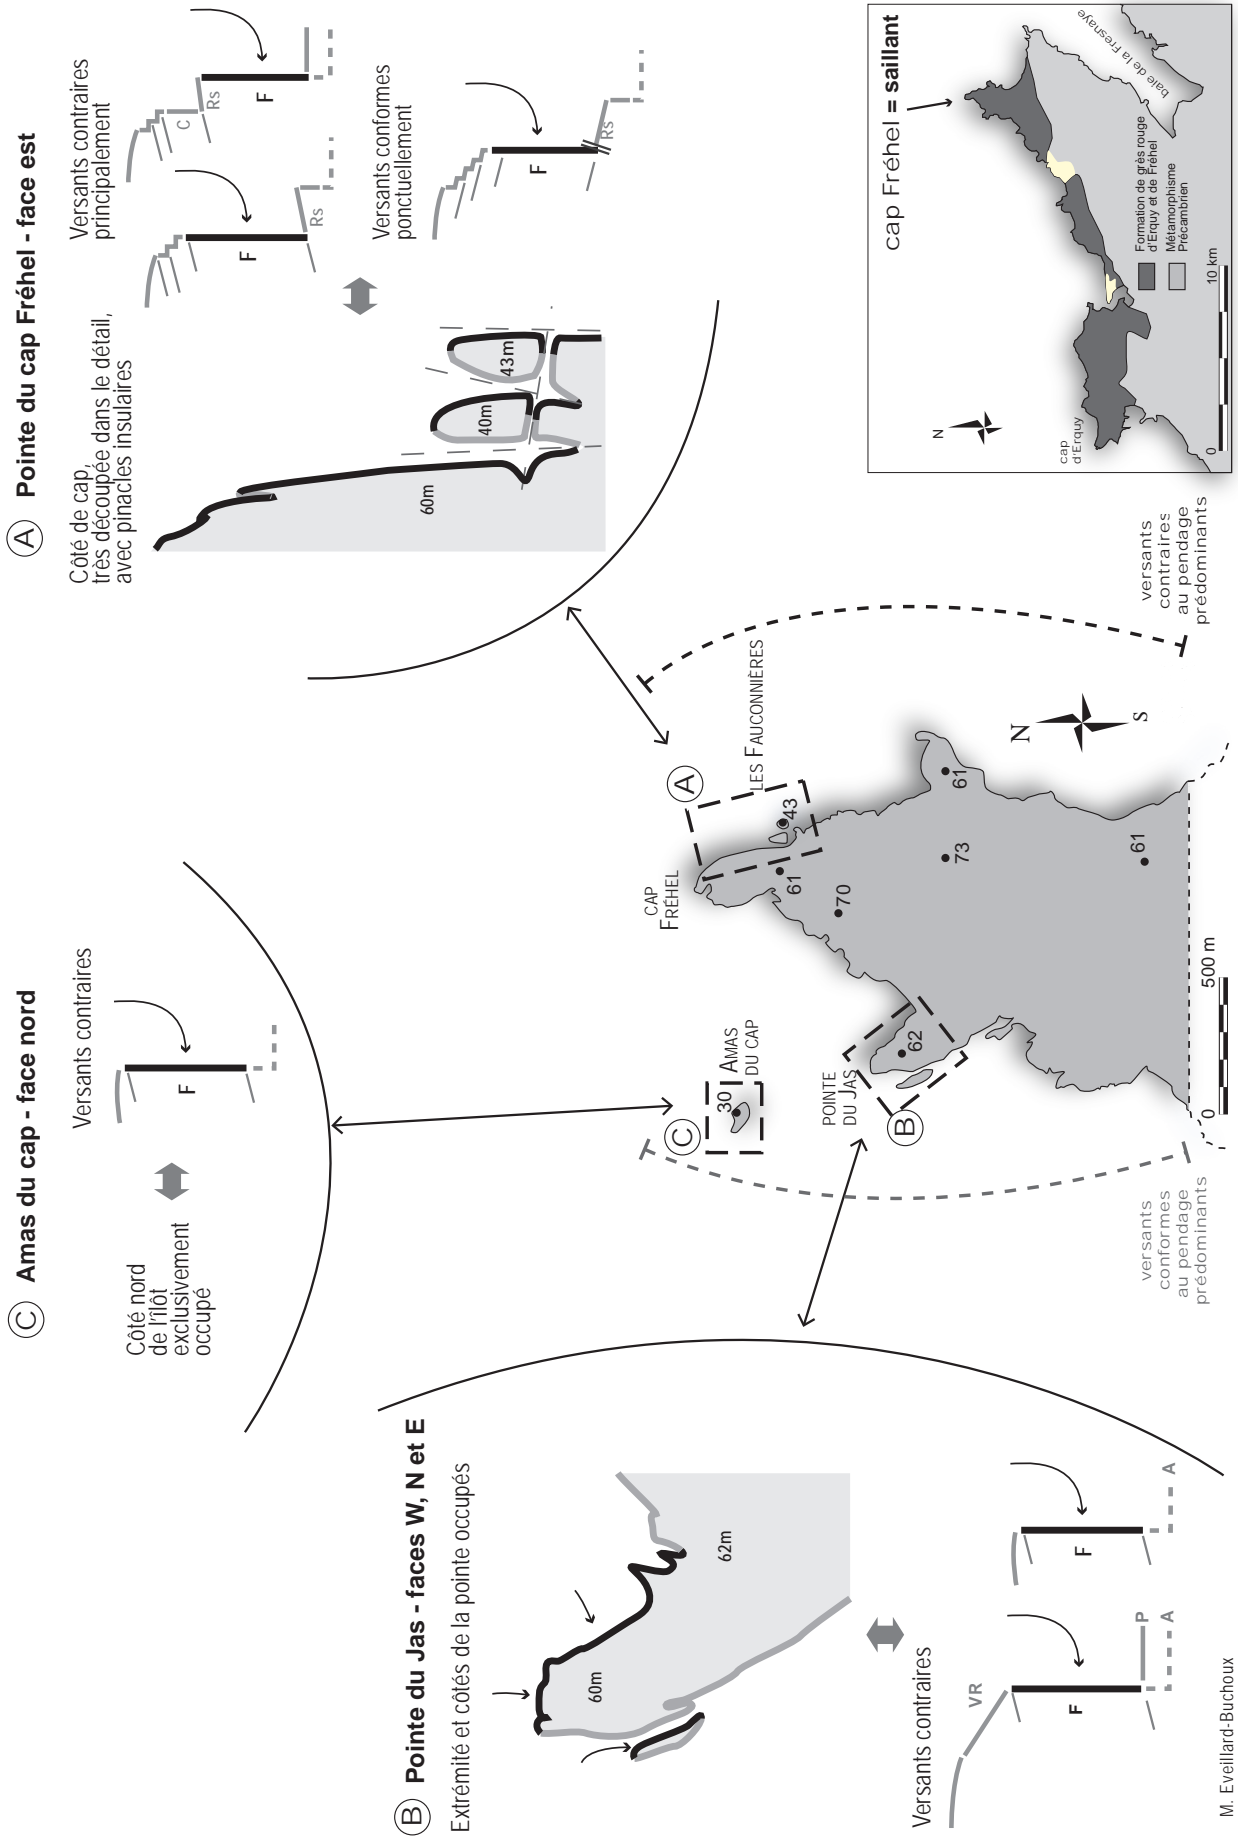 A Pointe du cap Fréhel - face est
Côté de cap,
très découpée dans le détail,
avec pinacles insulaires
60m
40m
43m
Versants contraires
principalement
F
Rs
C
Rs
F
Versants conformes
ponctuellement
F
Rs
C Amas du cap - face nord
Côté nord
de l'îlôt
exclusivement
occupé
Versants contraires
F
B Pointe du Jas - faces W, N et E
Extrémité et côtés de la pointe occupés
60m
62m
Versants contraires
VR
F
P
A
F
A
C
30
AMAS
DU CAP
POINTE
DU JAS
B
62
CAP
FRÉHEL
A
LES FAUCONNIÈRES
43
61
70
73
61
61
N
S
0
500 m
versants
conformes
au pendage
prédominants
versants
contraires
au pendage
prédominants
cap Fréhel = saillant
baie de la Fresnaye
cap
d'Erquy
N
Formation de grès rouge
d'Erquy et de Fréhel
Métamorphisme
Précambrien
0
10 km
M. Eveillard-Buchoux